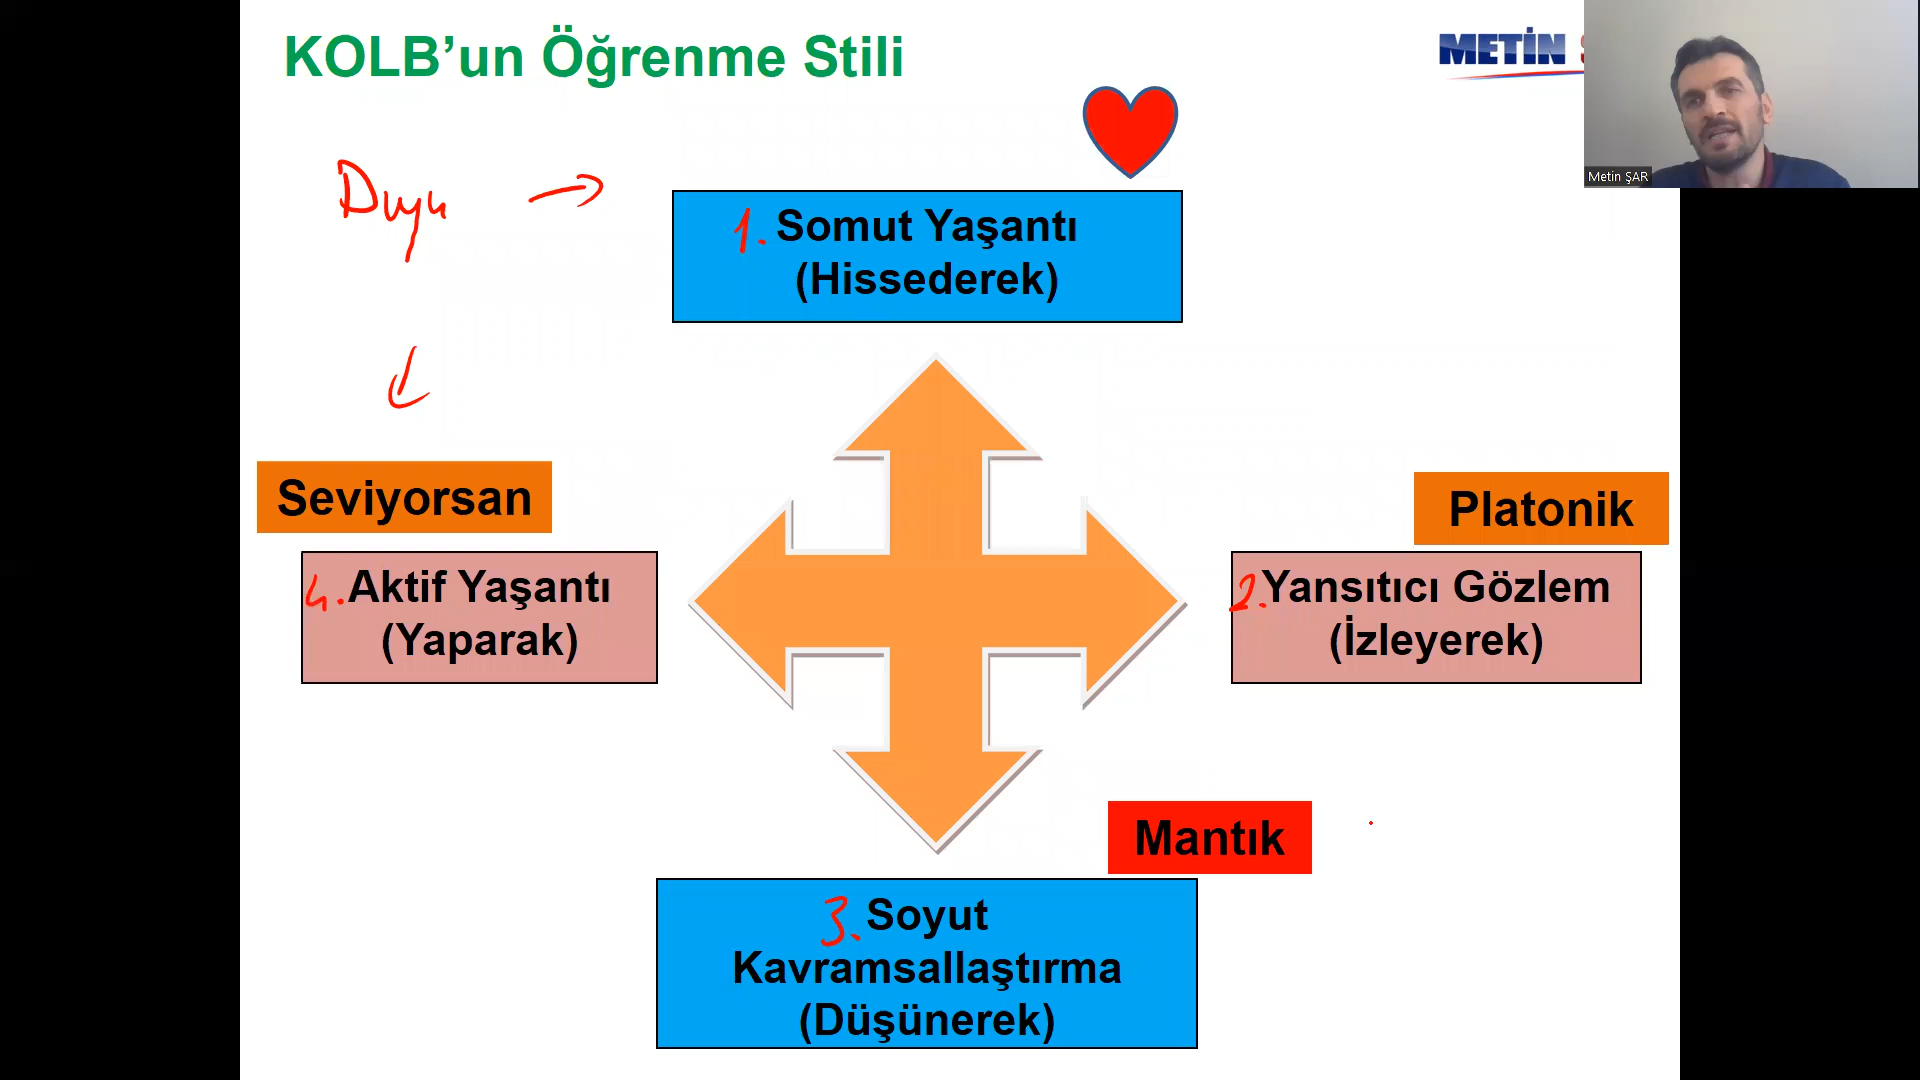 KOLB’un Öğrenme Stili
METİN
Metin ŞAR
Duyu
1. Somut Yaşantı
(Hissederek)
Seviyorsan
Platonik
4. Aktif Yaşantı
(Yaparak)
2. Yansıtıcı Gözlem
(İzleyerek)
Mantık
3. Soyut
Kavramsallaştırma
(Düşünerek)